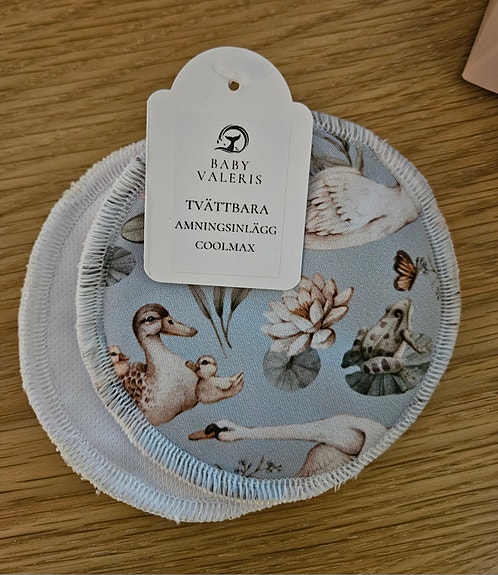 BABY
VALERIS
TVÄTTBARA
AMNINGSINLÄGG
COOLMAX